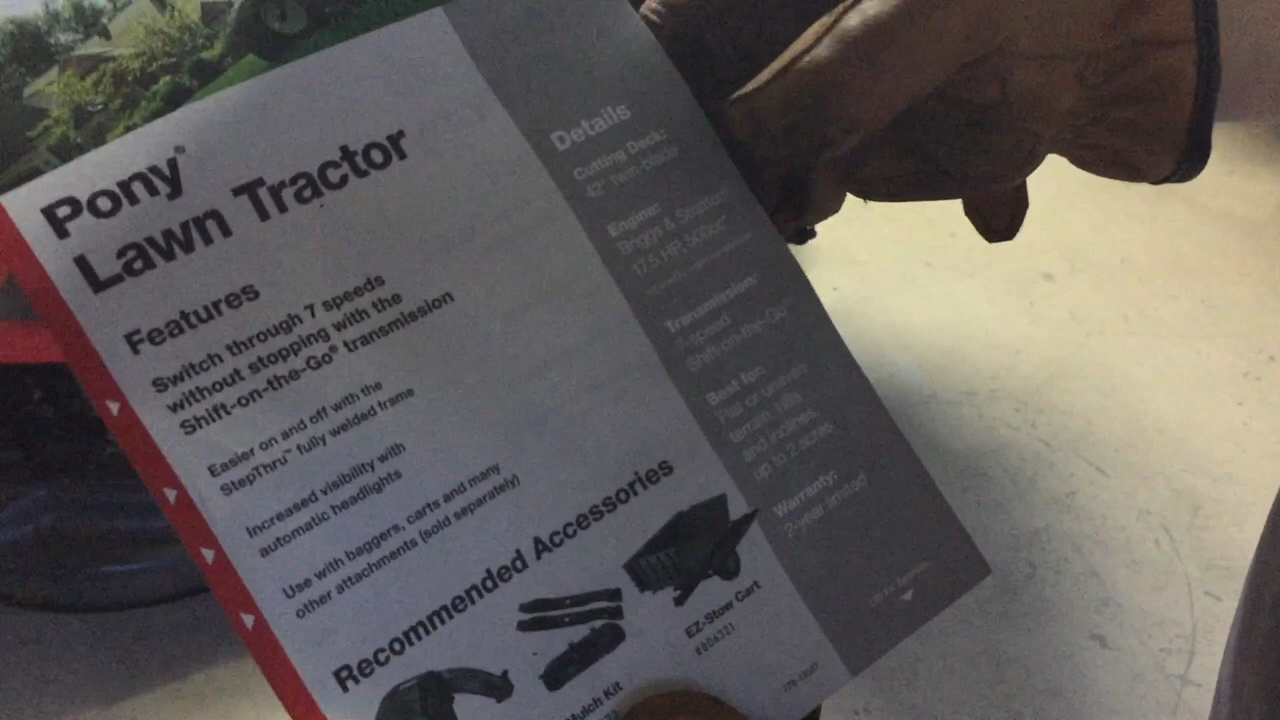 Pony®
Lawn Tractor
Features
Switch through 7 speeds
without stopping with the
Shift-on-the-Go® transmission
Easier on and off with the
StepThru™ fully welded frame
Increased visibility with
automatic headlights
Use with baggers, carts and many
other attachments (sold separately)
Recommended Accessories
EZ-Stow Cart
Mulch Kit
Details
Cutting Deck:
42" Twin-blade
Engine:
Briggs & Stratton
17.5 HP 500cc
Transmission:
7-speed
Shift-on-the-Go
Best for:
Flat or uneven
terrain, hills
and inclines,
up to 2 acres
Warranty:
2-year limited